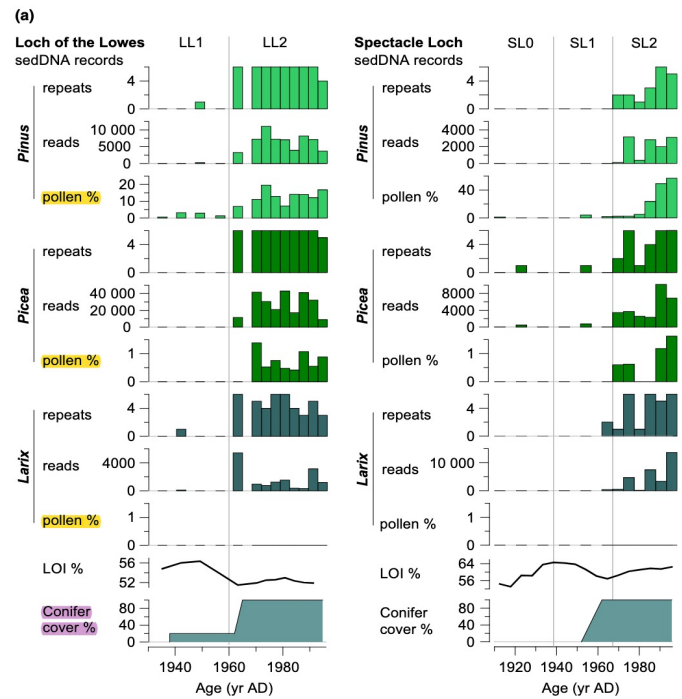 (a)
Loch of the Lowes
sedDNA records
LL1
LL2
Pinus
repeats
4
0
reads
10 000
5000
0
pollen %
20
10
0
Picea
repeats
4
0
reads
40 000
20 000
0
pollen %
1
0
Larix
repeats
4
0
reads
4000
0
pollen %
1
0
LOI %
56
52
Conifer
cover %
80
40
0
1940 1960 1980
Age (yr AD)
Spectacle Loch
sedDNA records
SL0
SL1
SL2
Pinus
repeats
4
0
reads
4000
2000
0
pollen %
40
0
Picea
repeats
4
0
reads
8000
4000
0
pollen %
1
0
Larix
repeats
4
0
reads
10 000
0
pollen %
1
0
LOI %
64
56
Conifer
cover %
80
40
0
1920 1940 1960 1980
Age (yr AD)